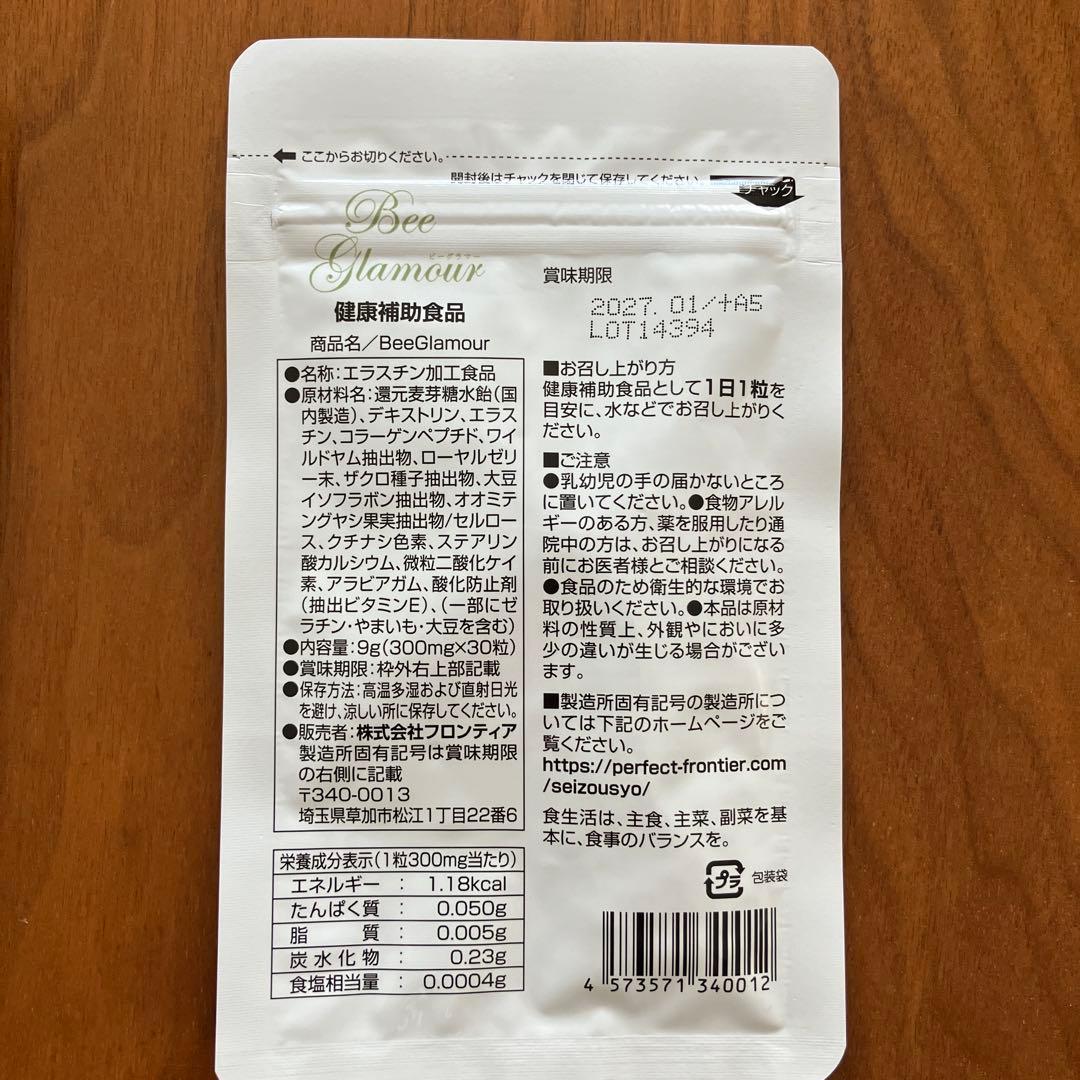 ここからお切りください。
開封後はチャックを閉じて保存してください。
チャック
Bee
ビーグラマー
Glamour
健康補助食品
商品名／BeeGlamour
●名称：エラスチン加工食品
●原材料名：還元麦芽糖水飴（国
内製造）、デキストリン、エラス
チン、コラーゲンペプチド、ワイ
ルドヤム抽出物、ローヤルゼリ
ー末、ザクロ種子抽出物、大豆
イソフラボン抽出物、オオミテ
ングヤシ果実抽出物/セルロー
ス、クチナシ色素、ステアリン
酸カルシウム、微粒二酸化ケイ
素、アラビアガム、酸化防止剤
（抽出ビタミンE）、（一部にゼ
ラチン・やまいも・大豆を含む）
●内容量：9g（300mg×30粒）
●賞味期限：枠外右上部記載
●保存方法：高温多湿および直射日光
を避け、涼しい所に保存してください。
●販売者：株式会社フロンティア
製造所固有記号は賞味期限
の右側に記載
〒340-0013
埼玉県草加市松江1丁目22番6
栄養成分表示（1粒300mg当たり）
エネルギー ： 1.18kcal
たんぱく質 ： 0.050g
脂質 ： 0.005g
炭水化物 ： 0.23g
食塩相当量 ： 0.0004g
賞味期限
2027. 01/+A5
LOT14394
■お召し上がり方
健康補助食品として1日1粒を
目安に、水などでお召し上がりく
ださい。
■ご注意
●乳幼児の手の届かないところ
に置いてください。●食物アレル
ギーのある方、薬を服用したり通
院中の方は、お召し上がりになる
前にお医者様とご相談ください。
●食品のため衛生的な環境でお
取り扱いください。●本品は原材
料の性質上、外観やにおいに多
少の違いが生じる場合がござい
ます。
■製造所固有記号の製造所につ
いては下記のホームページをご
覧ください。
https://perfect-frontier.com
/seizousyo/
食生活は、主食、主菜、副菜を基
本に、食事のバランスを。
プラ 包装袋
4 573571 340012